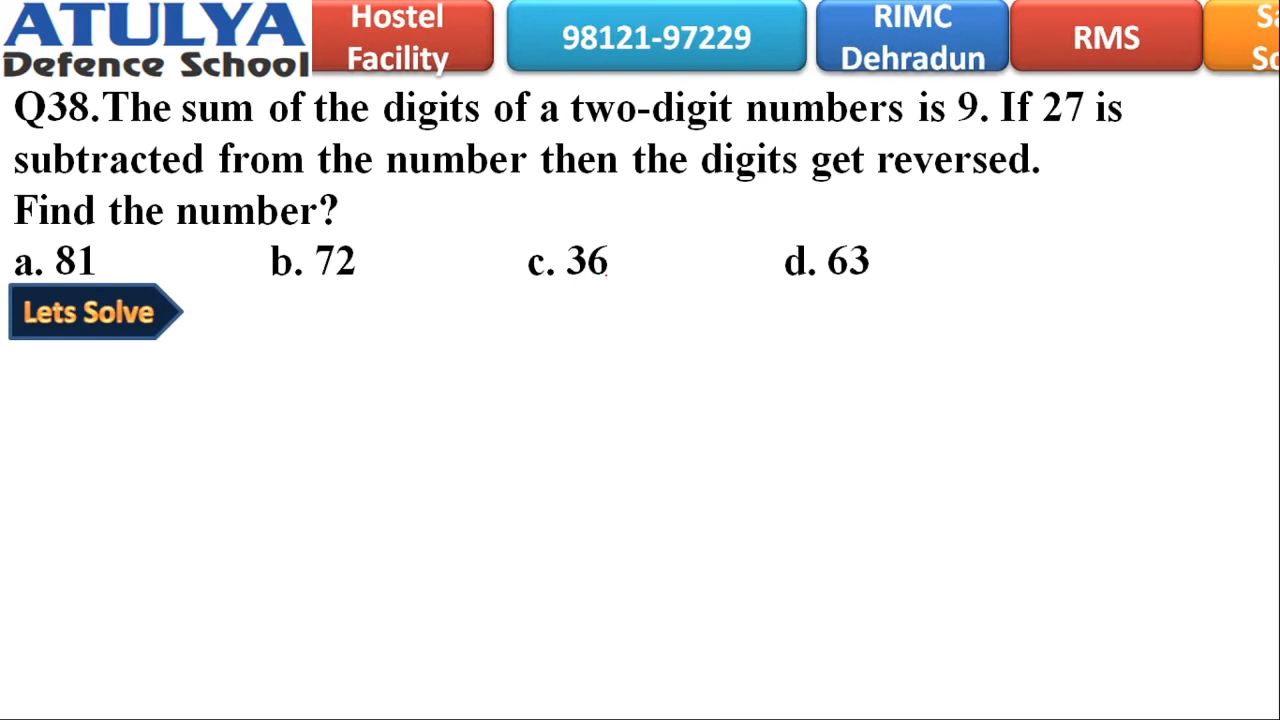 ATULYA
Defence School
Hostel
Facility
98121-97229
RIMC
Dehradun
RMS
Q38.The sum of the digits of a two-digit numbers is 9. If 27 is
subtracted from the number then the digits get reversed.
Find the number?
a. 81 b. 72 c. 36 d. 63
Lets Solve